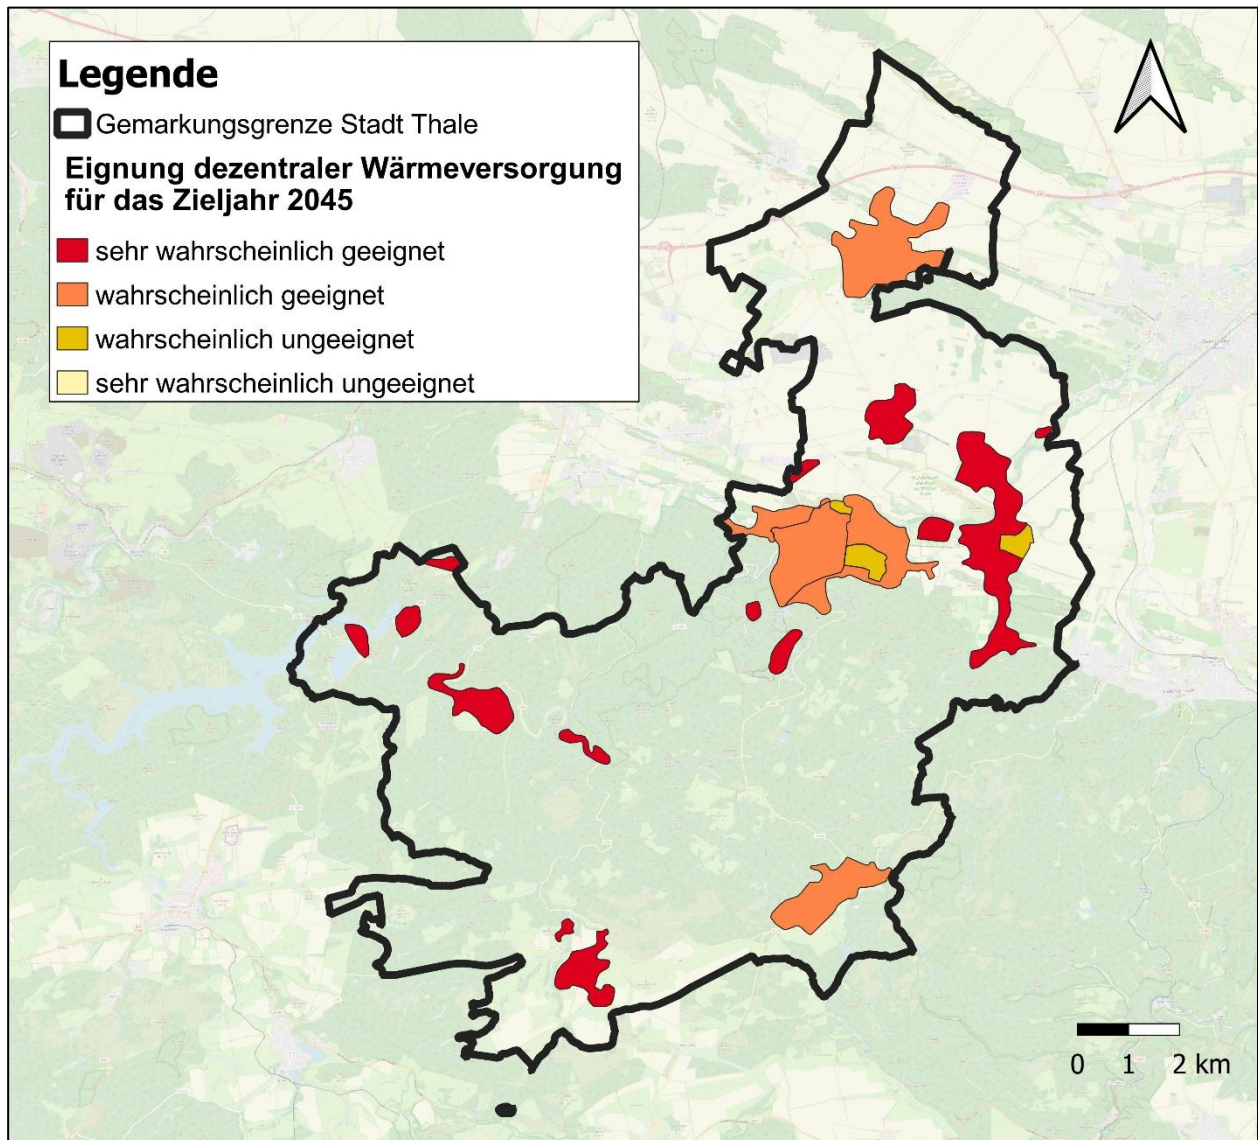 Legende
Gemarkungsgrenze Stadt Thale
Eignung dezentraler Wärmeversorgung
für das Zieljahr 2045
sehr wahrscheinlich geeignet
wahrscheinlich geeignet
wahrscheinlich ungeeignet
sehr wahrscheinlich ungeeignet
0 1 2 km